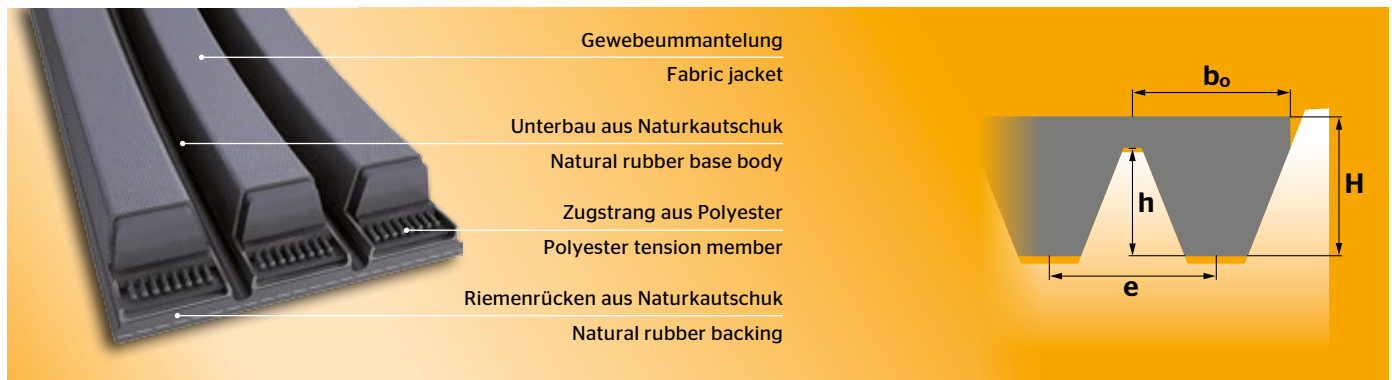 Gewebeummantelung
Fabric jacket
Unterbau aus Naturkautschuk
Natural rubber base body
Zugstrang aus Polyester
Polyester tension member
Riemenrücken aus Naturkautschuk
Natural rubber backing
bₒ
h
H
e